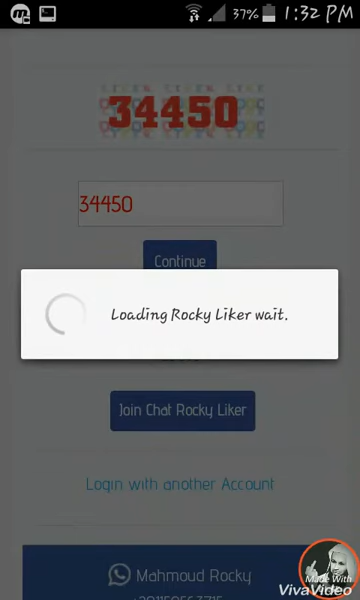 37% 1:32 PM
34450
34450
Continue
Loading Rocky Liker wait.
Join Chat Rocky Liker
Login with another Account
Mahmoud Rocky
Made With
VivaVideo